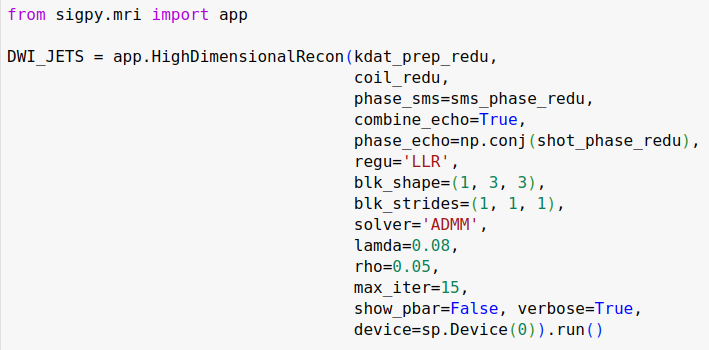 from sigpy.mri import app
DWI_JETS = app.HighDimensionalRecon(kdat_prep_redu,
coil_redu,
phase_sms=sms_phase_redu,
combine_echo=True,
phase_echo=np.conj(shot_phase_redu),
regu='LLR',
blk_shape=(1, 3, 3),
blk_strides=(1, 1, 1),
solver='ADMM',
lamda=0.08,
rho=0.05,
max_iter=15,
show_pbar=False, verbose=True,
device=sp.Device(0)).run()